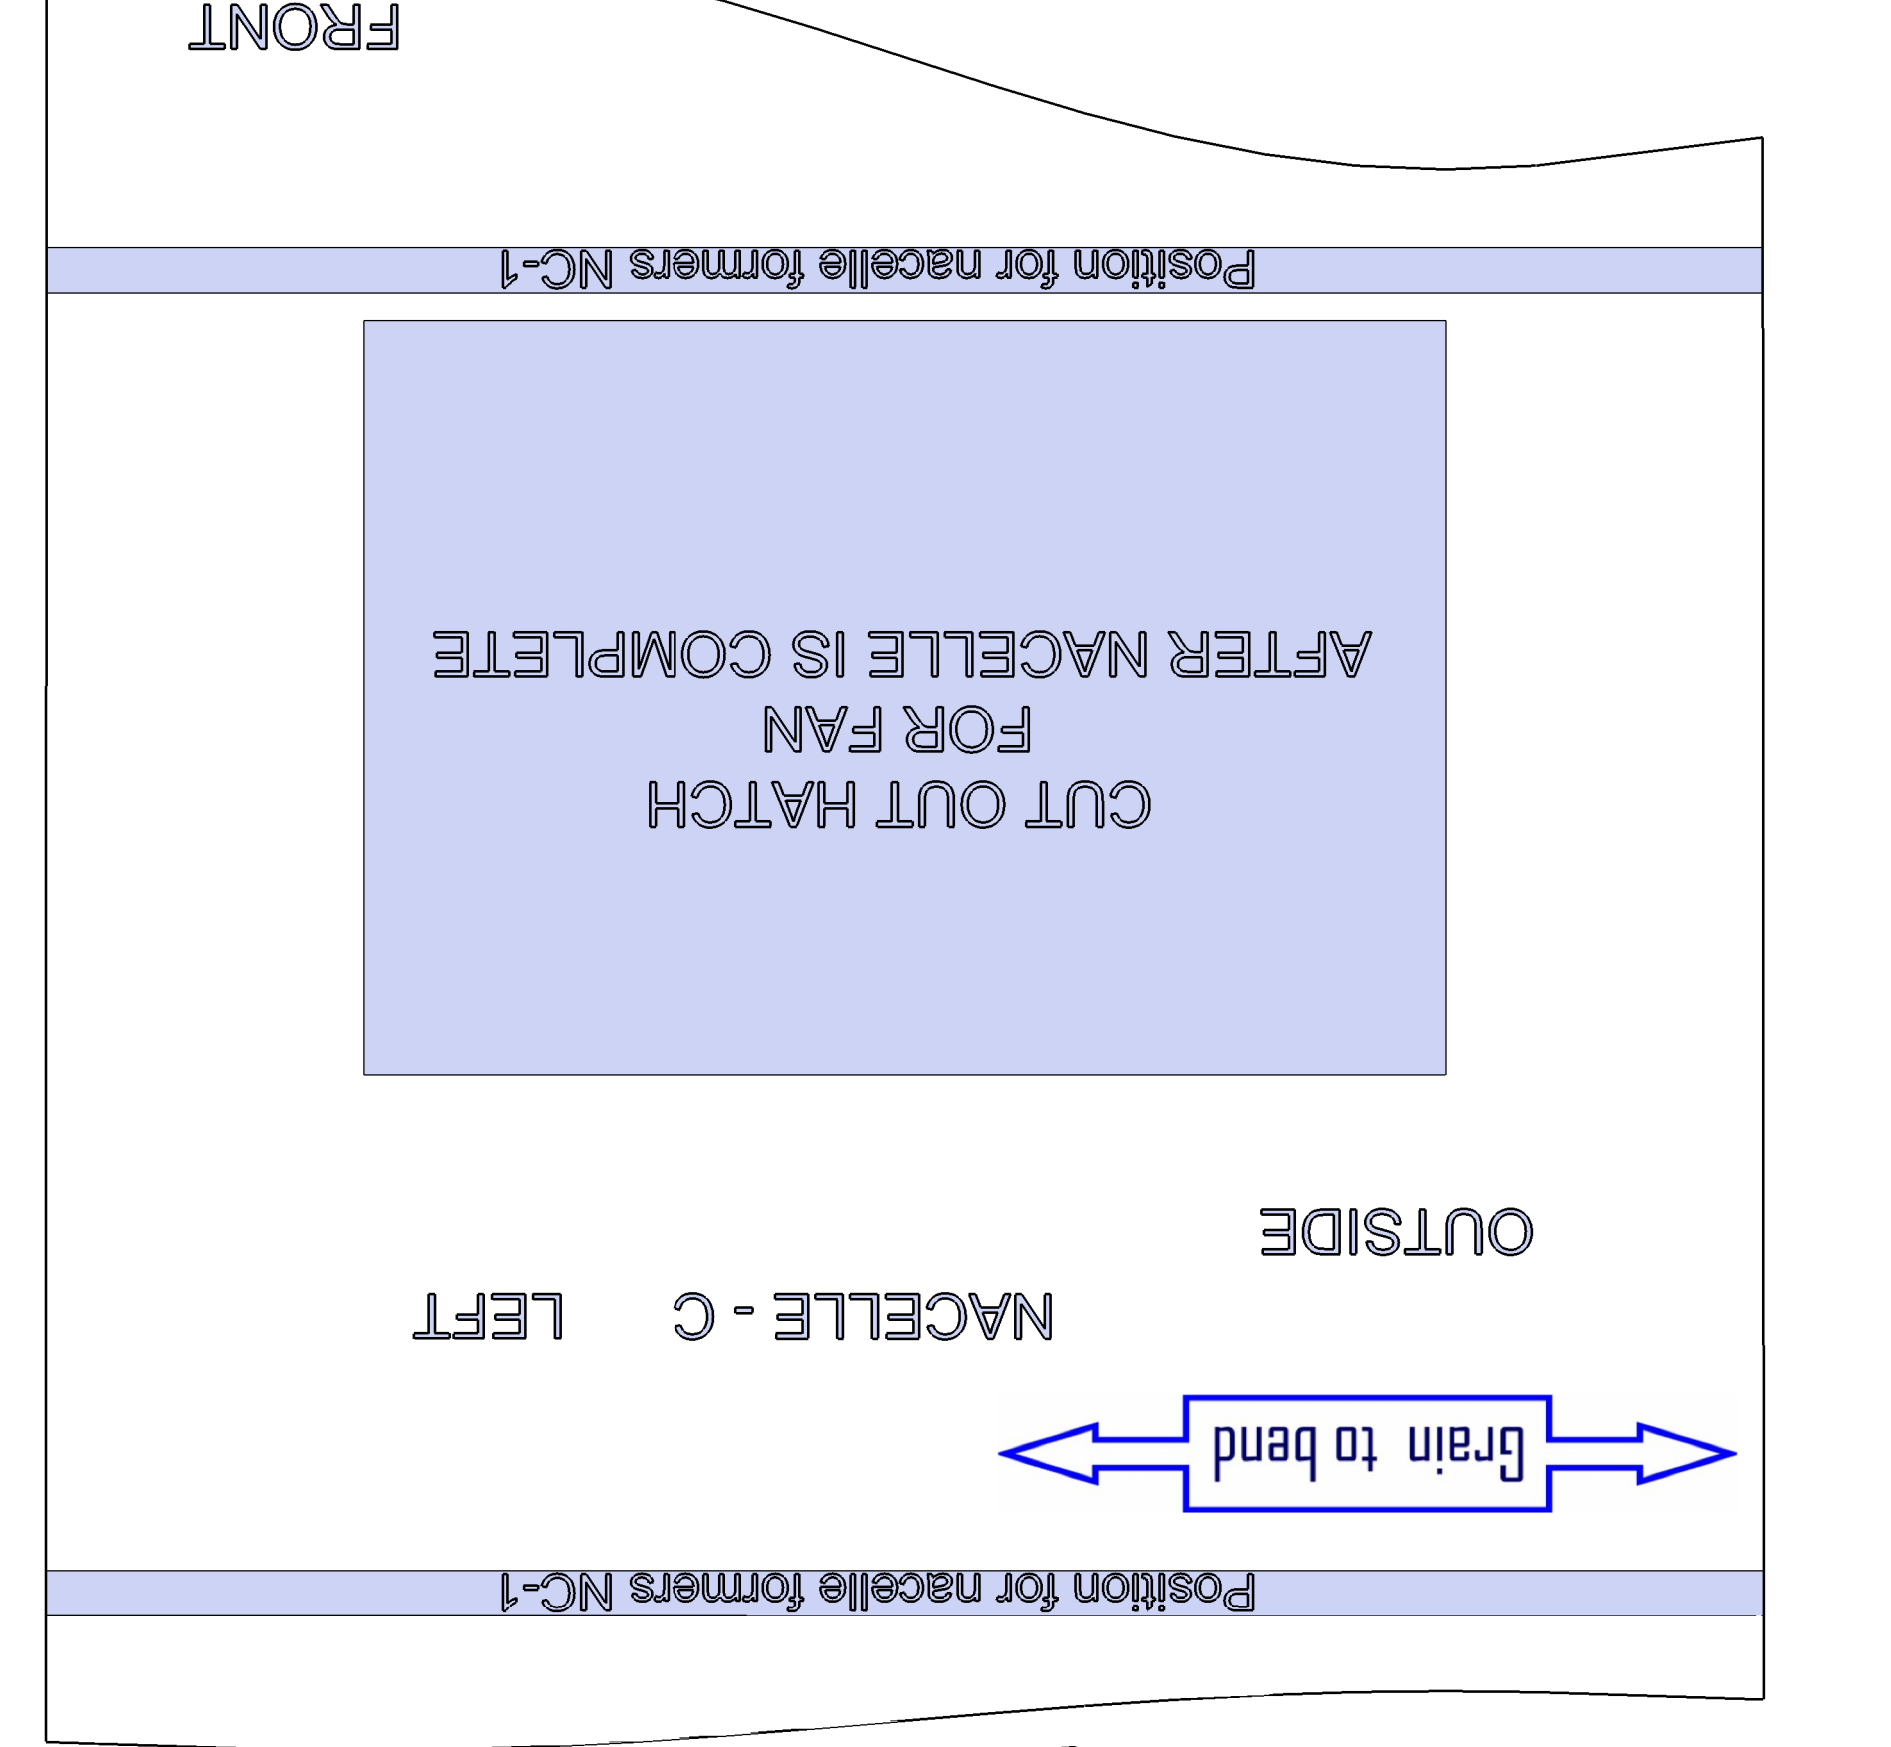 Position for nacelle formers NC-1
Grain to bend
NACELLE - C LEFT
OUTSIDE
CUT OUT HATCH
FOR FAN
AFTER NACELLE IS COMPLETE
Position for nacelle formers NC-1
FRONT